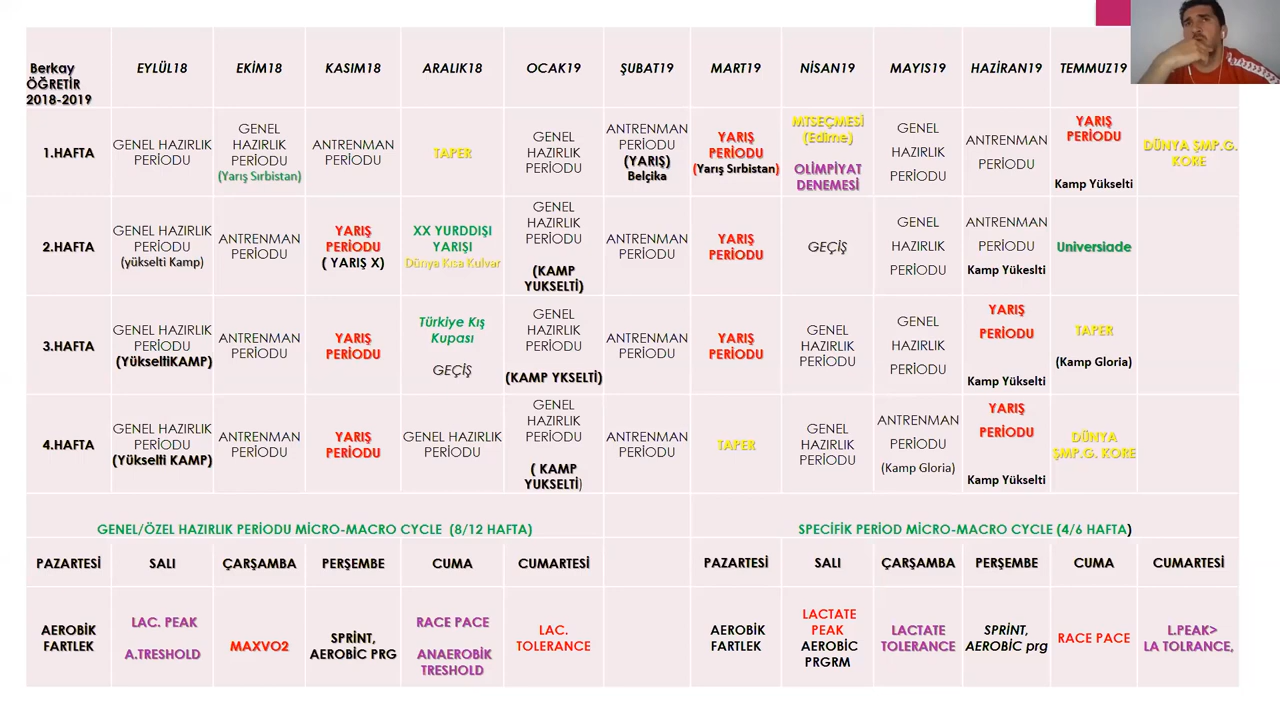 Berkay
ÖĞRETİR
2018-2019
EYLÜL18
EKİM18
KASIM18
ARALIK18
OCAK19
ŞUBAT19
MART19
NİSAN19
MAYIS19
HAZİRAN19
TEMMUZ19
1.HAFTA
GENEL HAZIRLIK
PERİODU
GENEL
HAZIRLIK
PERİODU
(Yarış Sırbistan)
ANTRENMAN
PERİODU
TAPER
GENEL
HAZIRLIK
PERİODU
ANTRENMAN
PERİODU
(YARIŞ)
Belçika
YARIŞ
PERİODU
(Yarış Sırbistan)
MTSEÇMESİ
(Edirne)
OLİMPİYAT
DENEMESİ
GENEL
HAZIRLIK
PERİODU
ANTRENMAN
PERİODU
YARIŞ
PERİODU
Kamp Yükselti
DÜNYA ŞMP.G.
KORE
2.HAFTA
GENEL HAZIRLIK
PERİODU
(yükselti Kamp)
ANTRENMAN
PERİODU
YARIŞ
PERİODU
( YARIŞ X)
XX YURDDIŞI
YARIŞI
Dünya Kısa Kulvar
GENEL
HAZIRLIK
PERİODU
(KAMP
YUKSELTİ)
ANTRENMAN
PERİODU
YARIŞ
PERİODU
GEÇİŞ
GENEL
HAZIRLIK
PERİODU
ANTRENMAN
PERİODU
Kamp Yükeslti
Universiade
3.HAFTA
GENEL HAZIRLIK
PERİODU
(YükseltiKAMP)
ANTRENMAN
PERİODU
YARIŞ
PERİODU
Türkiye Kış
Kupası
GEÇİŞ
GENEL
HAZIRLIK
PERİODU
(KAMP YKSELTİ)
ANTRENMAN
PERİODU
YARIŞ
PERİODU
GENEL
HAZIRLIK
PERİODU
GENEL
HAZIRLIK
PERİODU
YARIŞ
PERİODU
Kamp Yükselti
TAPER
(Kamp Gloria)
4.HAFTA
GENEL HAZIRLIK
PERİODU
(Yükselti KAMP)
ANTRENMAN
PERİODU
YARIŞ
PERİODU
GENEL HAZIRLIK
PERİODU
GENEL
HAZIRLIK
PERİODU
( KAMP
YUKSELTİ)
ANTRENMAN
PERİODU
TAPER
GENEL
HAZIRLIK
PERİODU
ANTRENMAN
PERİODU
(Kamp Gloria)
YARIŞ
PERİODU
Kamp Yükselti
DÜNYA
ŞMP.G. KORE
GENEL/ÖZEL HAZIRLIK PERİODU MİCRO-MACRO CYCLE (8/12 HAFTA)
SPECİFİK PERİOD MİCRO-MACRO CYCLE (4/6 HAFTA)
PAZARTESİ
SALI
ÇARŞAMBA
PERŞEMBE
CUMA
CUMARTESİ
PAZARTESİ
SALI
ÇARŞAMBA
PERŞEMBE
CUMA
CUMARTESİ
AEROBİK
FARTLEK
LAC. PEAK
A.TRESHOLD
MAXVO2
SPRİNT,
AEROBİC PRG
RACE PACE
ANAEROBİK
TRESHOLD
LAC.
TOLERANCE
AEROBİK
FARTLEK
LACTATE
PEAK
AEROBİC
PRGRM
LACTATE
TOLERANCE
SPRİNT,
AEROBİC prg
RACE PACE
L.PEAK>
LA TOLRANCE,